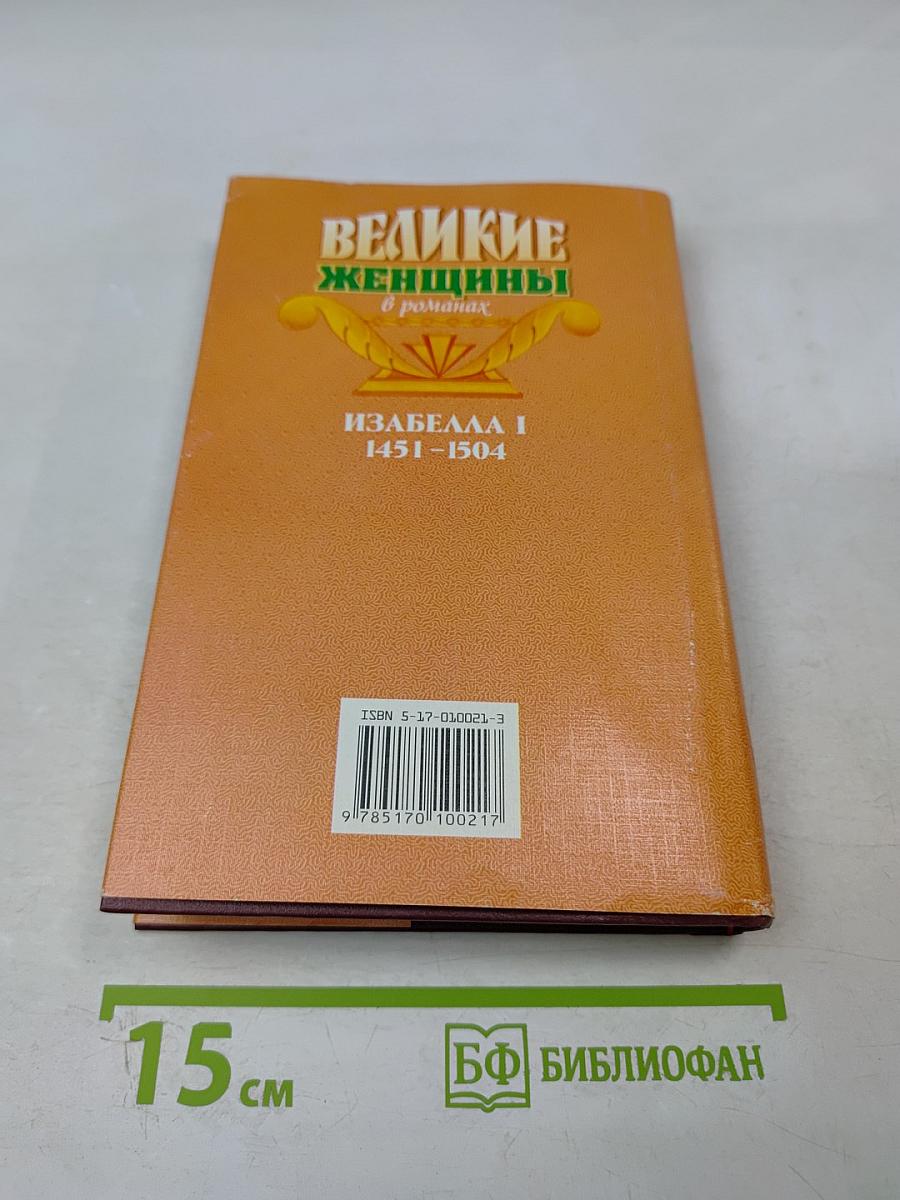 ВЕЛИКИЕ
ЖЕНЩИНЫ
в романах
ИЗАБЕЛЛА I
1451-1504
ISBN 5-17-010021-3
9 785170 100217
15 см
БФ БИБЛИОФАН